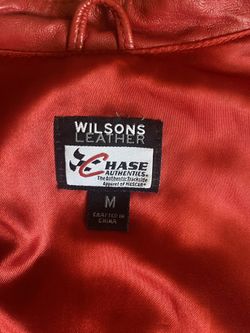 WILSONS
LEATHER
CHASE
AUTHENTICS®
The Authentic Trackside
Apparel of NASCAR®
M
CRAFTED IN
CHINA